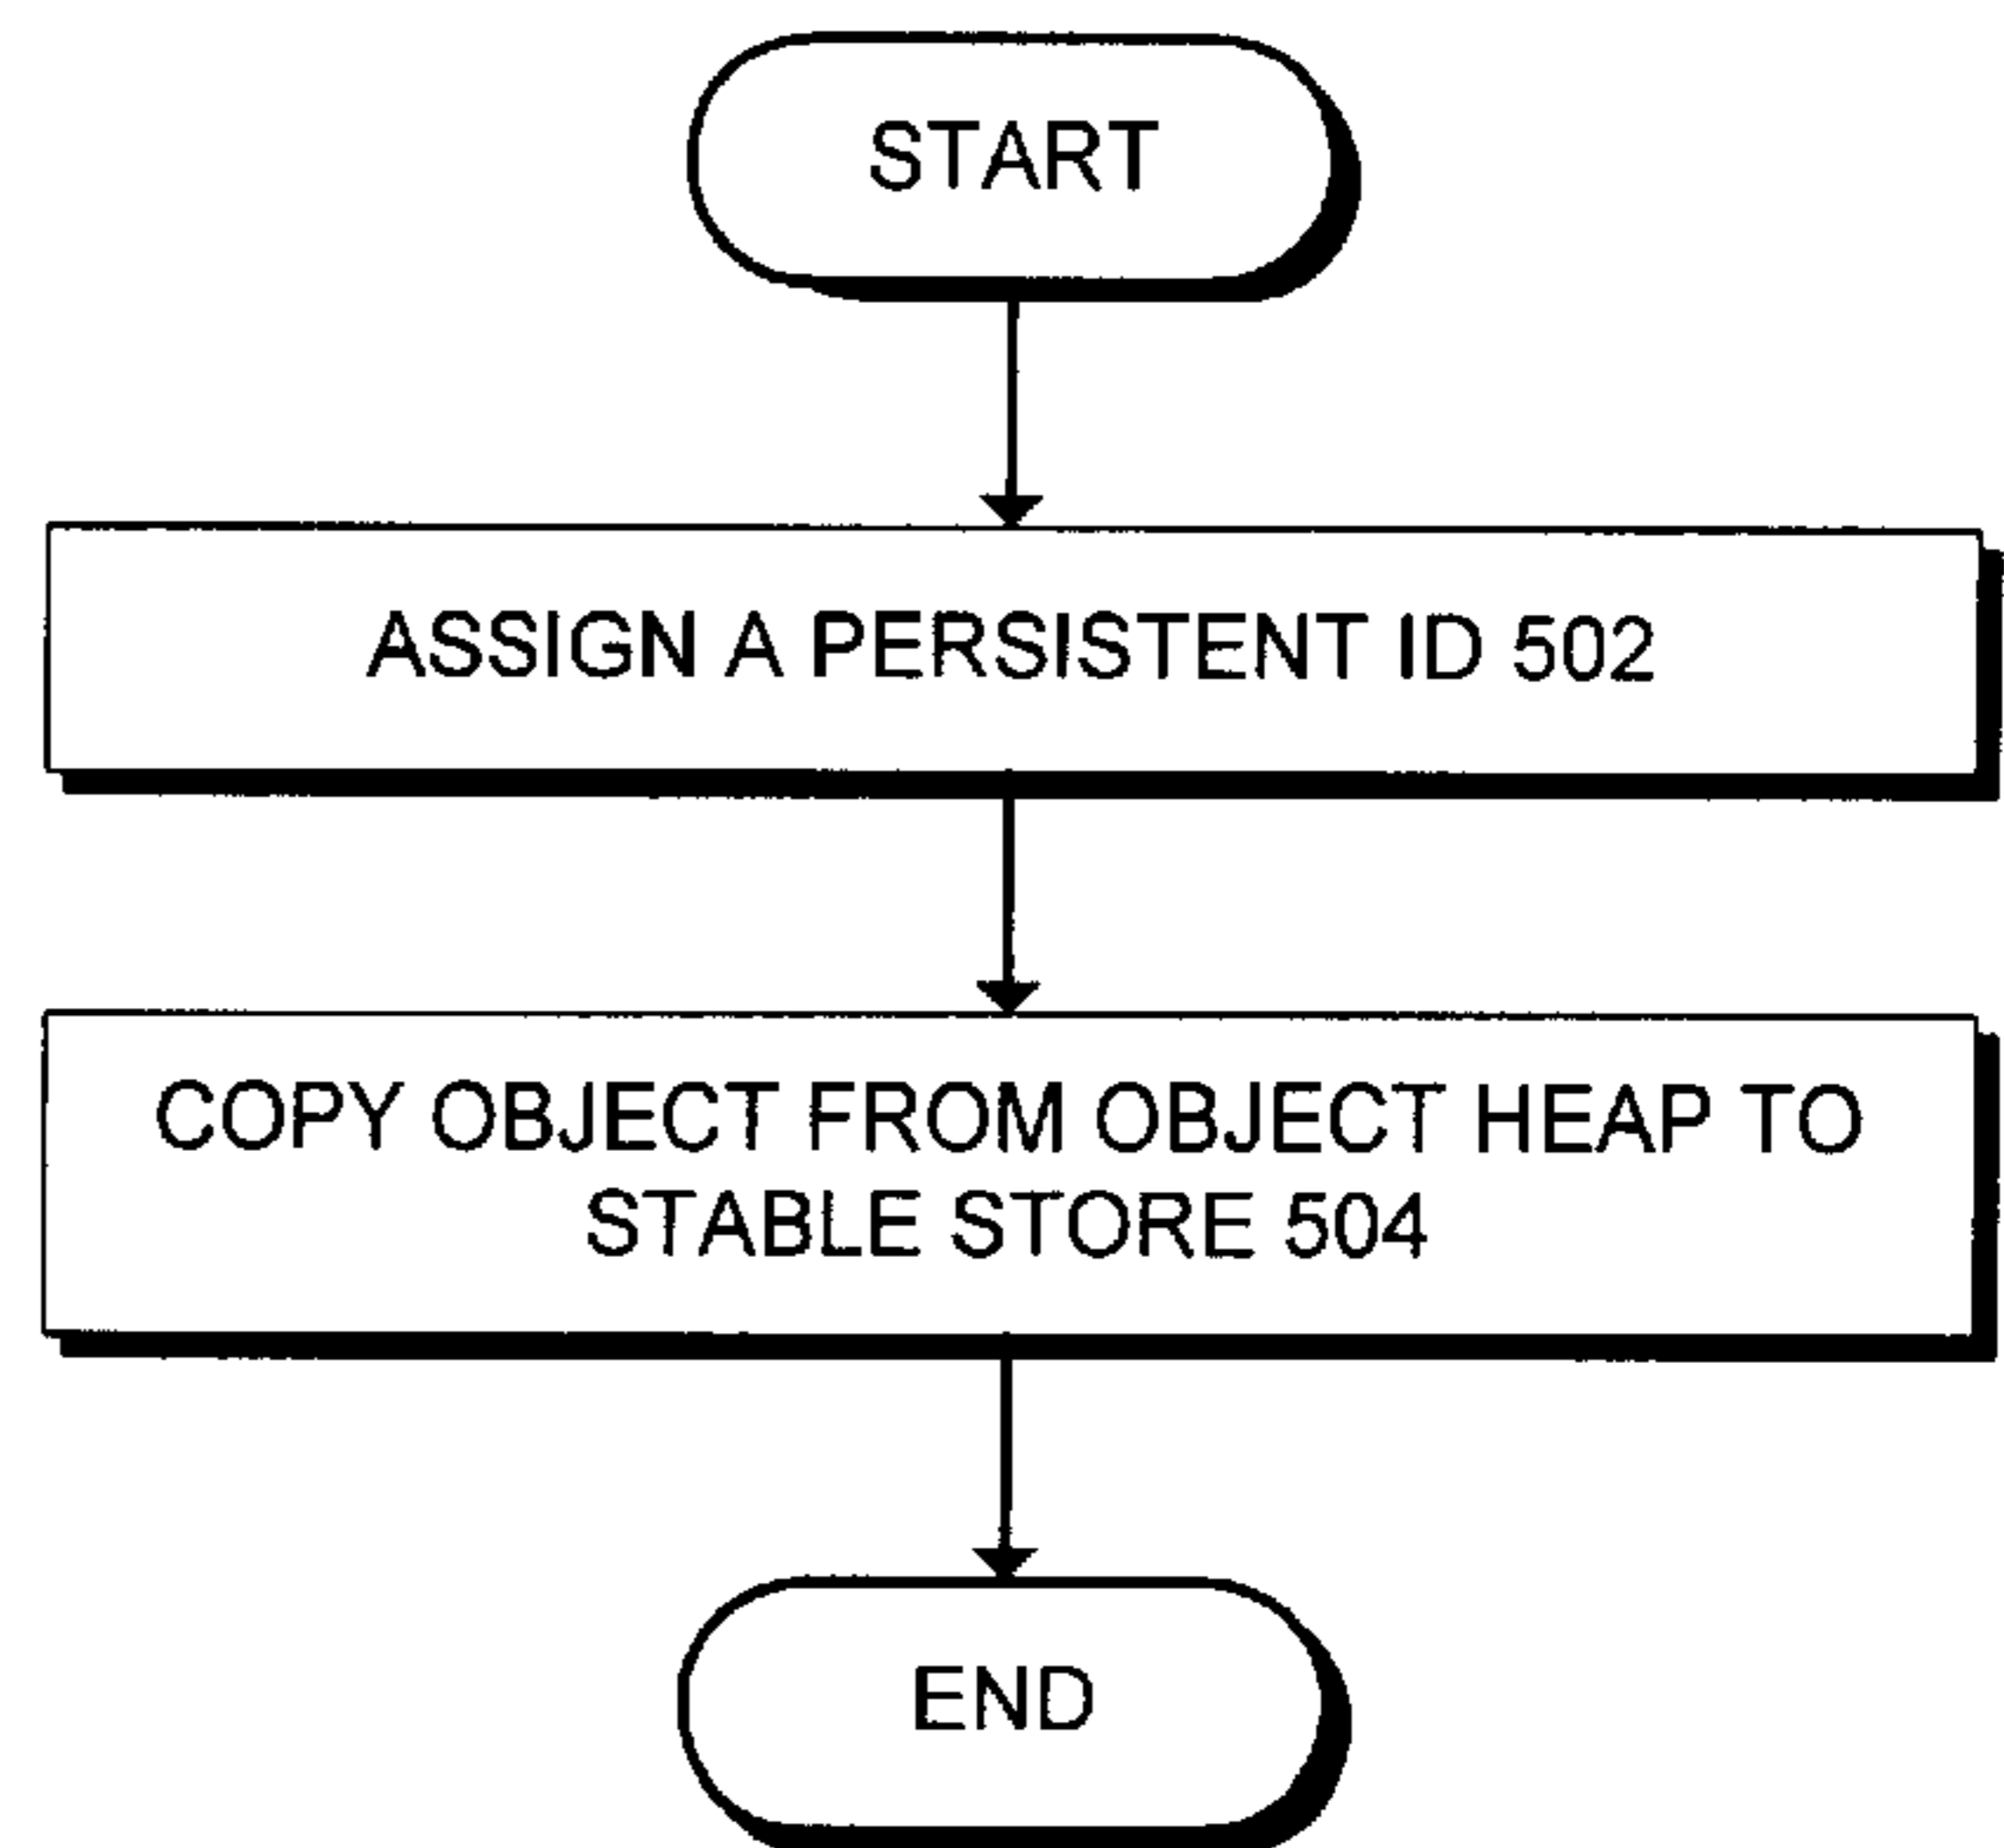 START
ASSIGN A PERSISTENT ID 502
COPY OBJECT FROM OBJECT HEAP TO
STABLE STORE 504
END